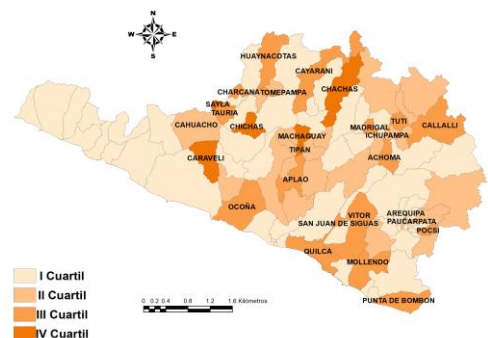 N
W E
S
HUAYNACOTAS
CAYARANI
CHARCANA TOMEPAMPA CHACHAS
SAYLA
TAURIA
CAHUACHO CHICHAS MACHAGUAY MADRIGAL TUTI CALLALLI
ICHUPAMPA
TIPAN
CARAVELI ACHOMA
APLAO
OCOÑA VITOR AREQUIPA
SAN JUAN DE SIGUAS PAUCARPATA
POCSI
QUILCA MOLLENDO
PUNTA DE BOMBON
I Cuartil
II Cuartil
III Cuartil
IV Cuartil
0 0.2 0.4 0.8 1.2 1.6 Kilómetros